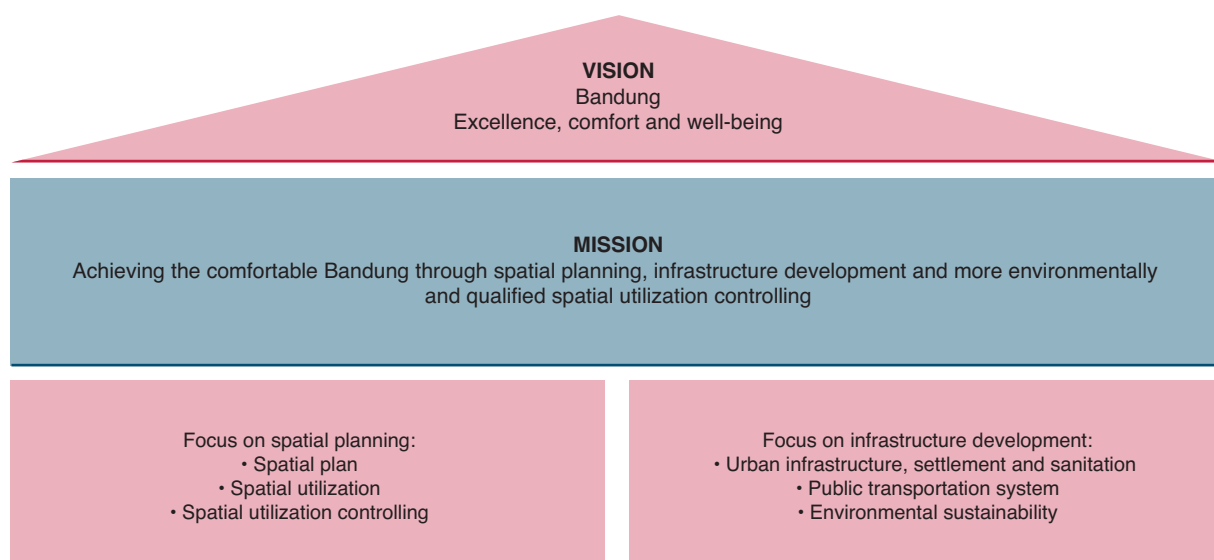 VISION
Bandung
Excellence, comfort and well-being
MISSION
Achieving the comfortable Bandung through spatial planning, infrastructure development and more environmentally
and qualified spatial utilization controlling
Focus on spatial planning:
• Spatial plan
• Spatial utilization
• Spatial utilization controlling
Focus on infrastructure development:
• Urban infrastructure, settlement and sanitation
• Public transportation system
• Environmental sustainability